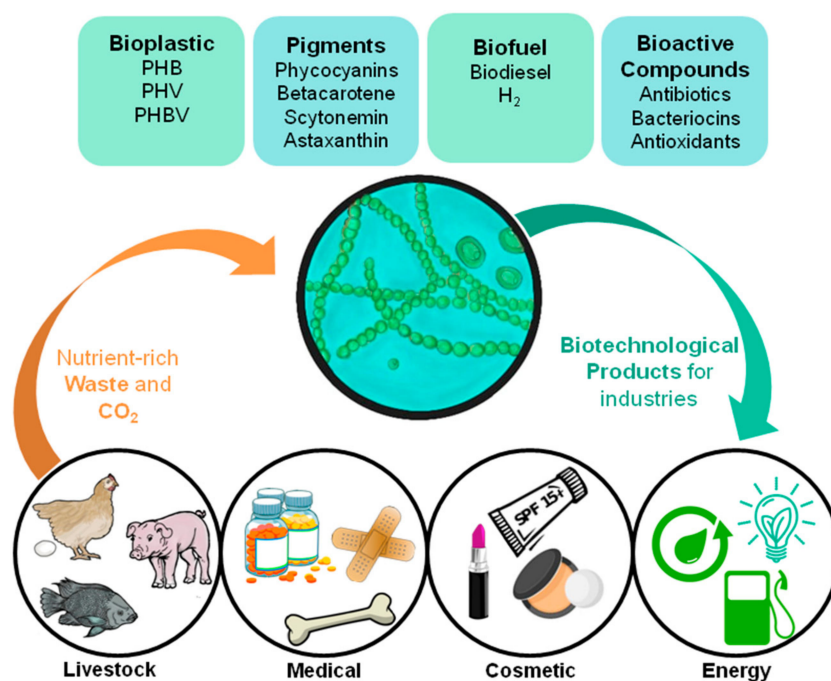 Bioplastic
PHB
PHV
PHBV
Pigments
Phycocyanins
Betacarotene
Scytonemin
Astaxanthin
Biofuel
Biodiesel
H₂
Bioactive
Compounds
Antibiotics
Bacteriocins
Antioxidants
Nutrient-rich
Waste and
CO₂
Biotechnological
Products for
industries
SPF 15+
Livestock
Medical
Cosmetic
Energy